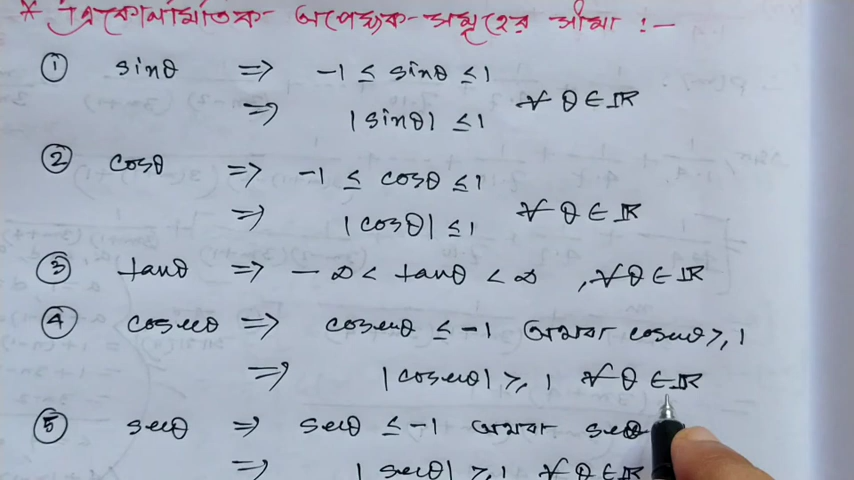 * ত্রিকোনমিতিক অপেক্ষক-সমূহের সীমা :-
① sinθ ⇒ -1 ≤ sinθ ≤ 1
⇒ |sinθ| ≤ 1 ∀ θ ∈ ℝ
② cosθ ⇒ -1 ≤ cosθ ≤ 1
⇒ |cosθ| ≤ 1 ∀ θ ∈ ℝ
③ tanθ ⇒ -∞ < tanθ < ∞ , ∀ θ ∈ ℝ
④ cosecθ ⇒ cosecθ ≤ -1 অথবা cosecθ ≥ 1
⇒ |cosecθ| ≥ 1 ∀ θ ∈ ℝ
⑤ secθ ⇒ secθ ≤ -1 অথবা secθ
⇒ |secθ| ≥ 1 ∀ θ ∈ ℝ